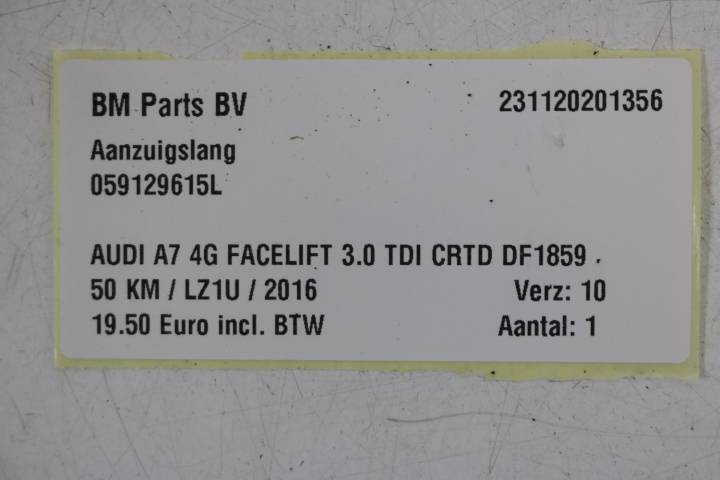 BM Parts BV 231120201356
Aanzuigslang
059129615L
AUDI A7 4G FACELIFT 3.0 TDI CRTD DF1859
50 KM / LZ1U / 2016 Verz: 10
19.50 Euro incl. BTW Aantal: 1